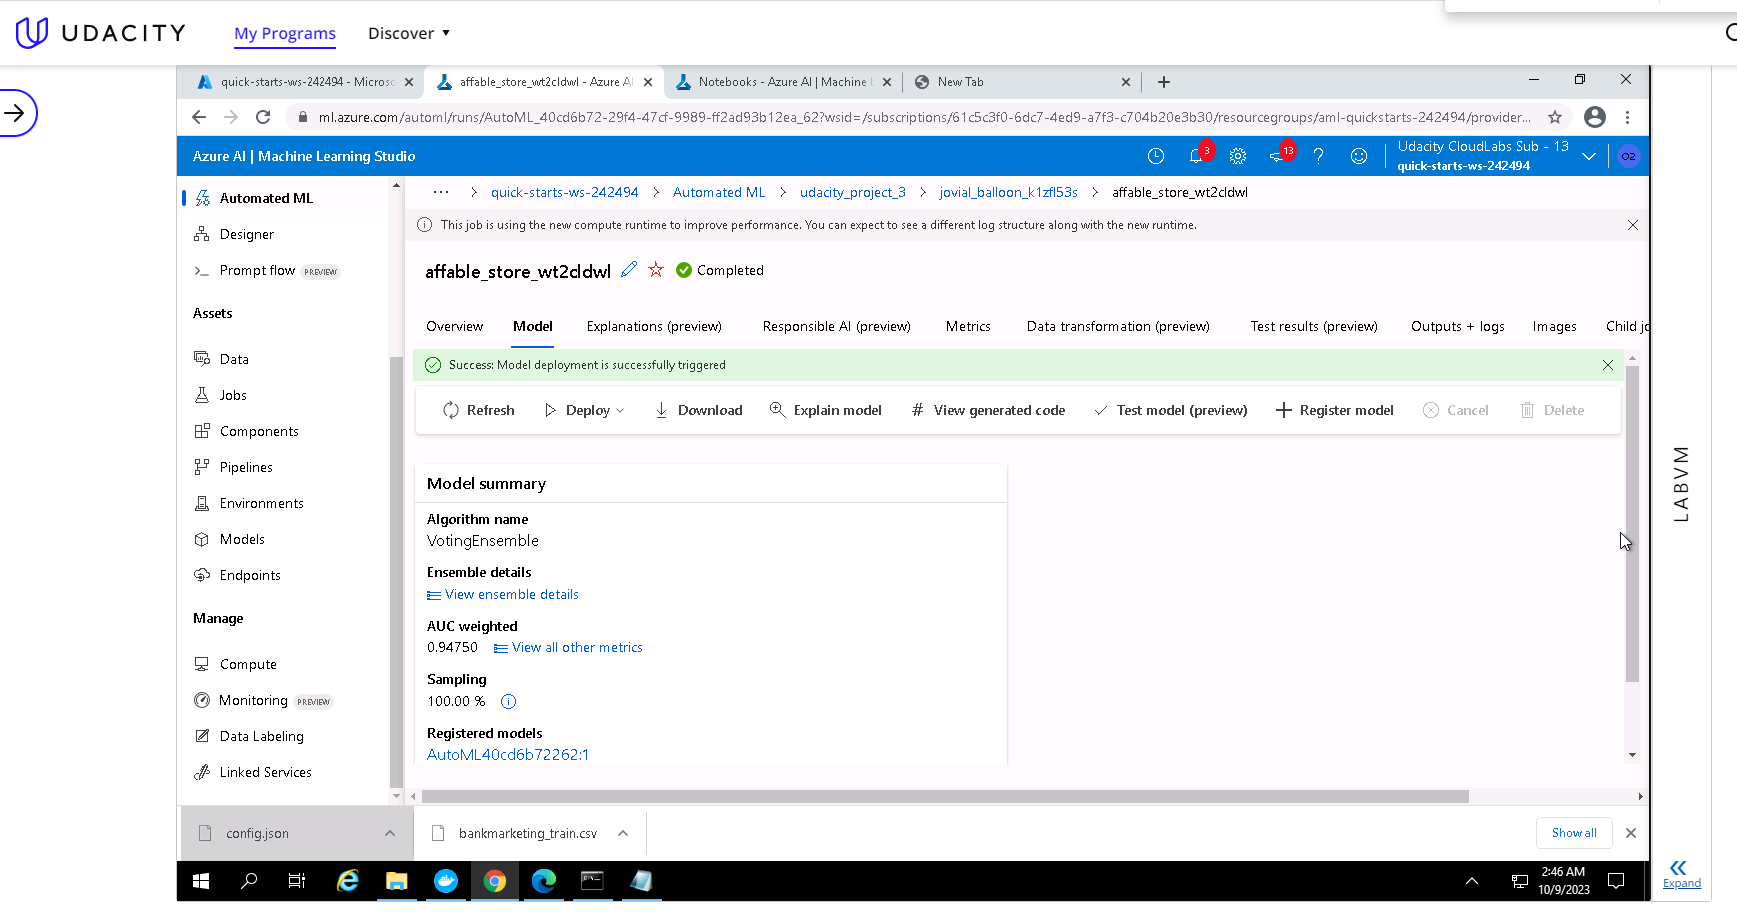 UDACITY
My Programs
Discover
quick-starts-ws-242494 - Microso
affable_store_wt2cldwl - Azure AI
Notebooks - Azure AI | Machine L
New Tab
ml.azure.com/automl/runs/AutoML_40cd6b72-29f4-47cf-9989-ff2ad93b12ea_62?wsid=/subscriptions/61c5c3f0-6dc7-4ed9-a7f3-c704b20e3b30/resourcegroups/aml-quickstarts-242494/provider...
Azure AI | Machine Learning Studio
3
13
Udacity CloudLabs Sub - 13
quick-starts-ws-242494
O2
Automated ML
Designer
Prompt flow PREVIEW
Assets
Data
Jobs
Components
Pipelines
Environments
Models
Endpoints
Manage
Compute
Monitoring PREVIEW
Data Labeling
Linked Services
··· > quick-starts-ws-242494 > Automated ML > udacity_project_3 > jovial_balloon_k1zfl53s > affable_store_wt2cldwl
This job is using the new compute runtime to improve performance. You can expect to see a different log structure along with the new runtime.
affable_store_wt2cldwl
Completed
Overview
Model
Explanations (preview)
Responsible AI (preview)
Metrics
Data transformation (preview)
Test results (preview)
Outputs + logs
Images
Child jo
Success: Model deployment is successfully triggered
Refresh
Deploy
Download
Explain model
# View generated code
Test model (preview)
Register model
Cancel
Delete
Model summary
Algorithm name
VotingEnsemble
Ensemble details
View ensemble details
AUC weighted
0.94750 View all other metrics
Sampling
100.00 %
Registered models
AutoML40cd6b72262:1
config.json
bankmarketing_train.csv
Show all
2:46 AM
10/9/2023
LABVM
Expand